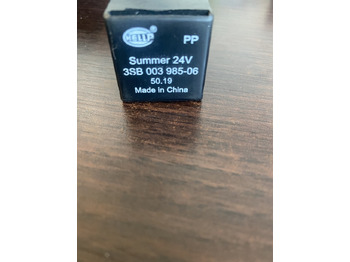 HELLA PP
Summer 24V
3SB 003 985-06
50.19
Made in China